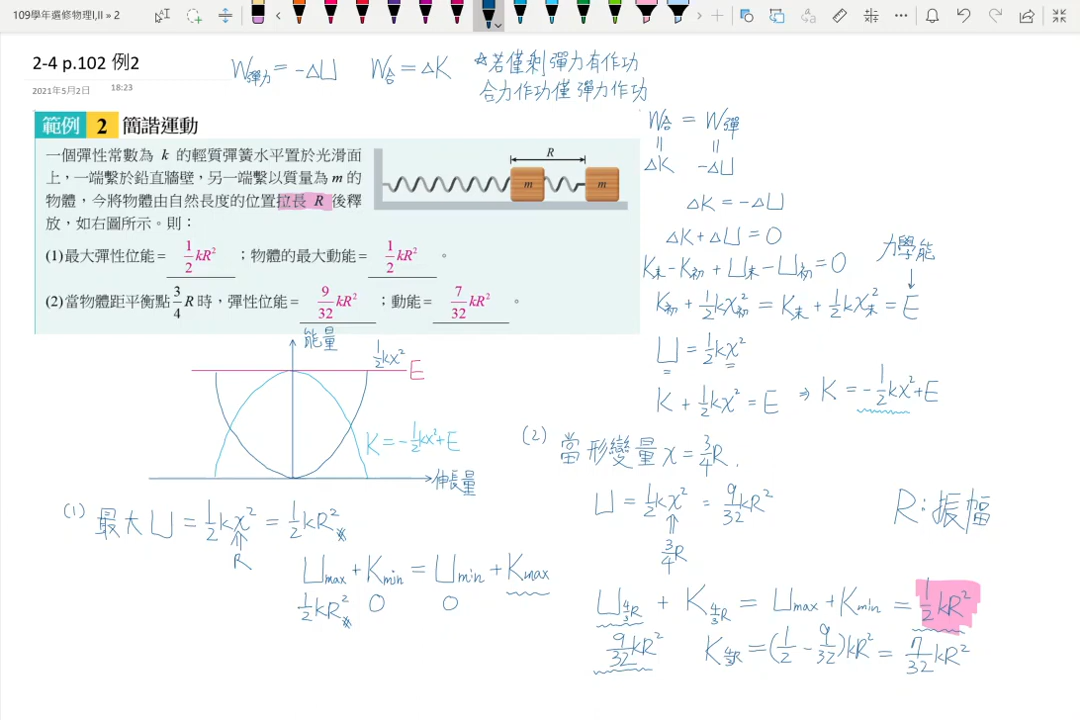 109學年選修物理I,II » 2
2-4 p.102 例2
2021年5月2日 18:23
W彈力 = -ΔU W合 = ΔK
☆若僅剩彈力有作功
合力作功僅彈力作功
範例 2 簡諧運動
一個彈性常數為 k 的輕質彈簧水平置於光滑面
上，一端繫於鉛直牆壁，另一端繫以質量為 m 的
物體，今將物體由自然長度的位置拉長 R 後釋
放，如右圖所示。則：
R
m m
(1)最大彈性位能= 1/2 kR² ；物體的最大動能= 1/2 kR² 。
(2)當物體距平衡點 3/4 R 時，彈性位能= 9/32 kR² ；動能= 7/32 kR² 。
W合 = W彈
= =
ΔK -ΔU
ΔK = -ΔU
ΔK + ΔU = 0
K末 - K初 + U末 - U初 = 0
力學能
↓
K初 + 1/2 kx初² = K末 + 1/2 kx末² = E
U = 1/2 kx²
K + 1/2 kx² = E ⇒ K = -1/2 kx² + E
能量
1/2 kx²
E
K = -1/2 kx² + E
伸長量
(1) 最大 U = 1/2 kx² = 1/2 kR²※
⇑
R
Umax + Kmin = Umin + Kmax
1/2 kR²※ 0 0
(2) 當形變量 x = 3/4 R .
U = 1/2 kx² = 9/32 kR²
⇑
3/4 R
R：振幅
U4/3R + K4/3R = Umax + Kmin = 1/2 kR²
9/32 kR² K4/3R = (1/2 - 9/32) kR² = 7/32 kR²